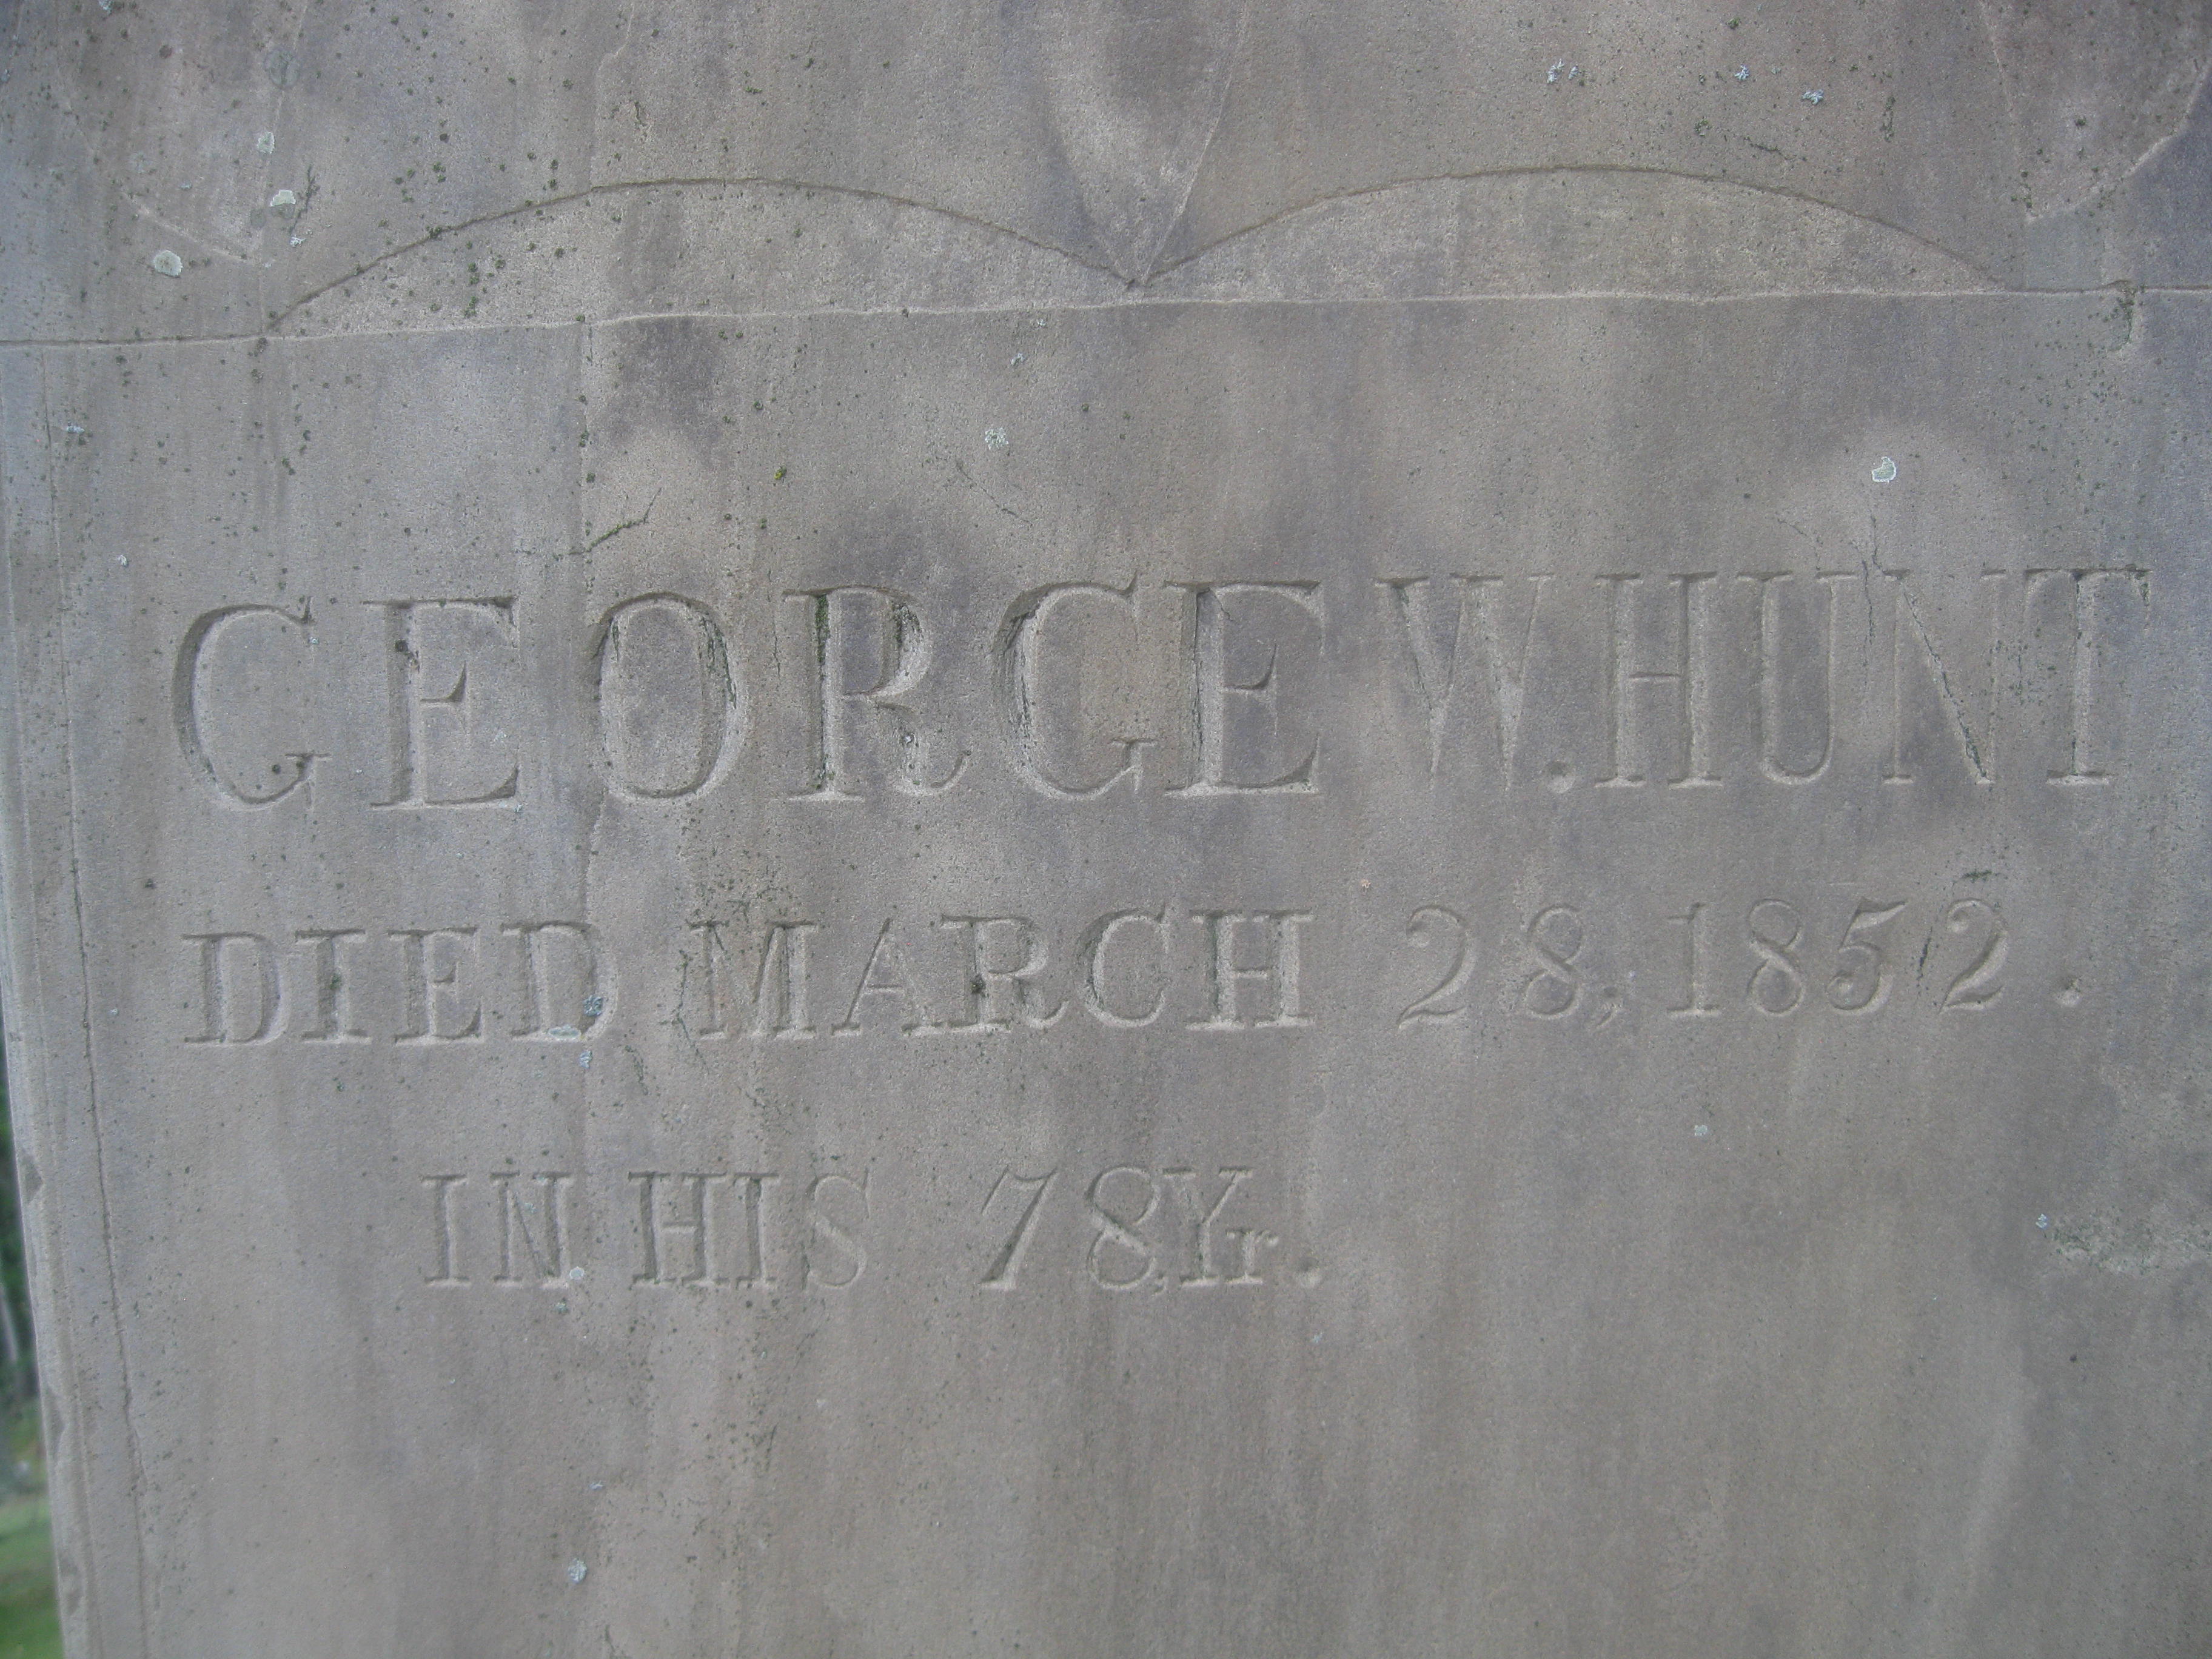 GEORGE W. HUNT
DIED MARCH 28, 1852.
IN HIS 78, Yr.